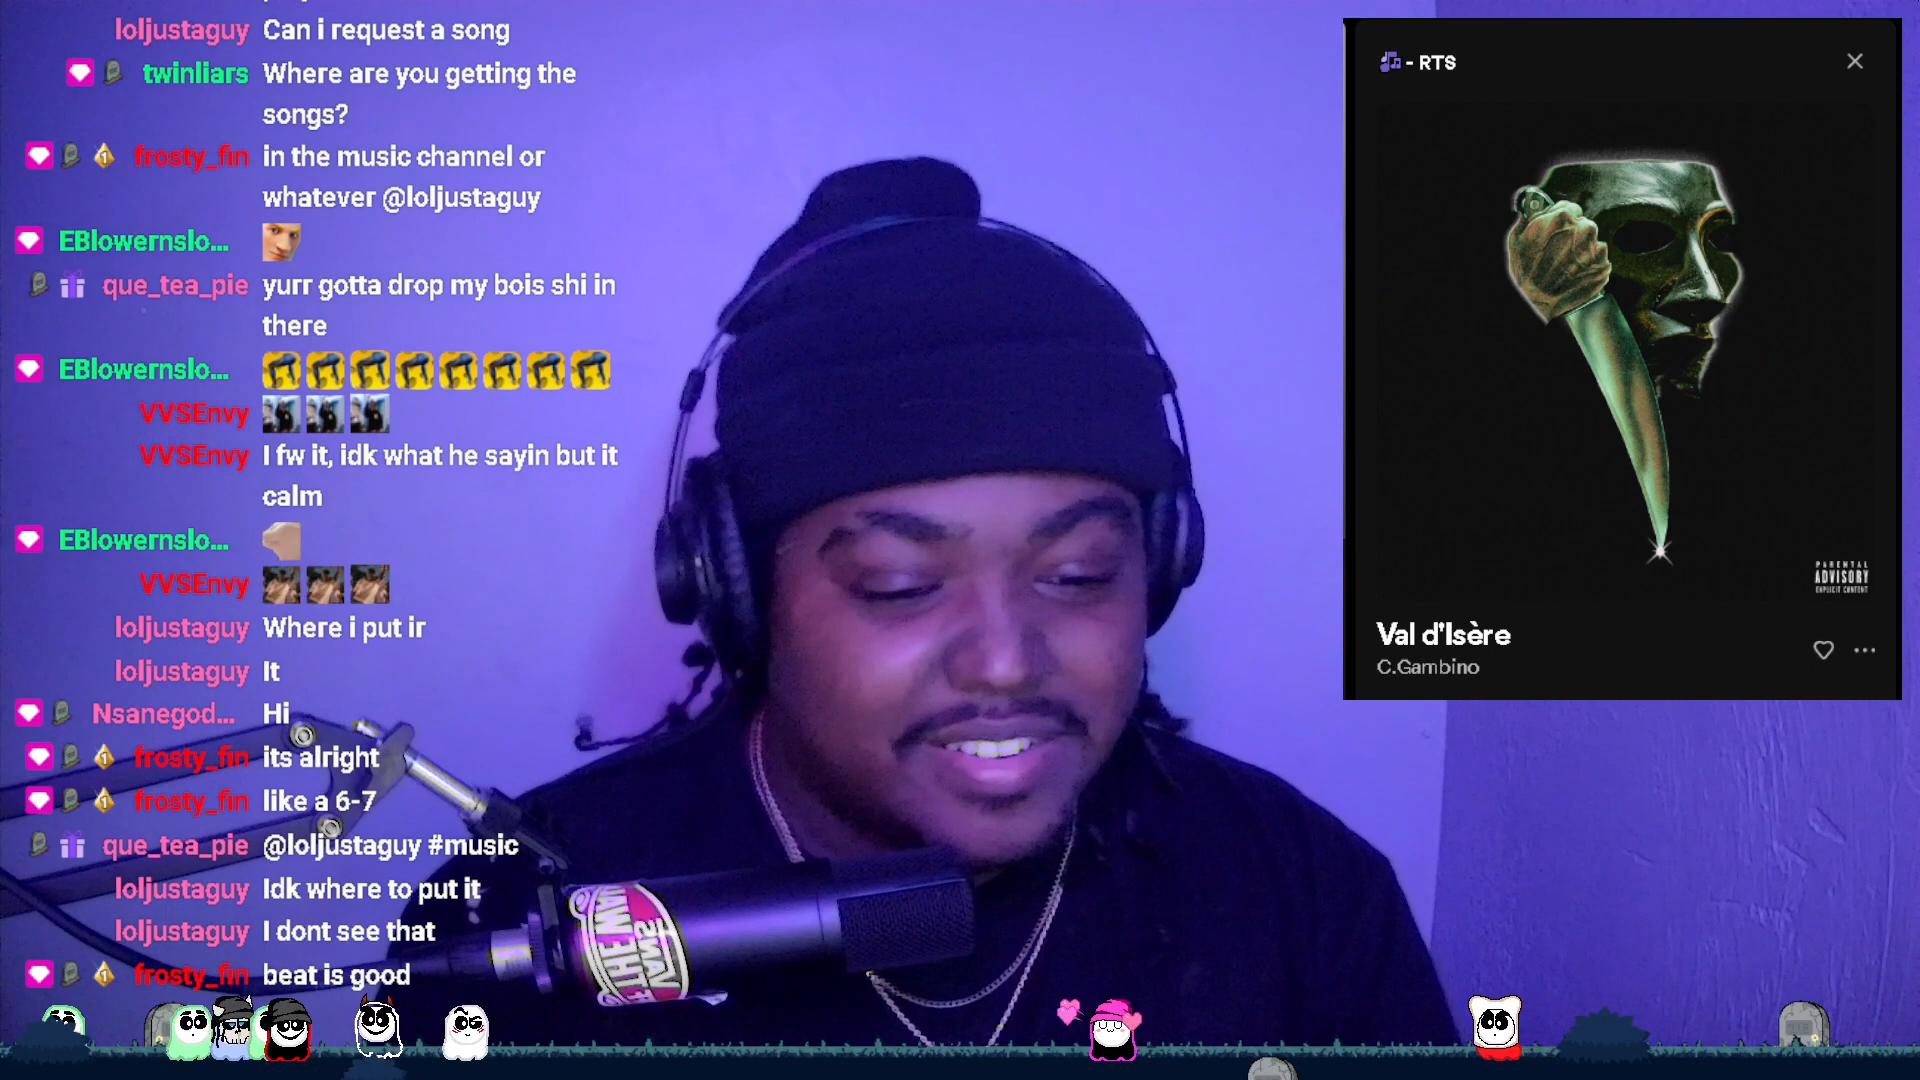 loljustaguy Can i request a song
twinliars Where are you getting the
songs?
frosty_fin in the music channel or
whatever @loljustaguy
EBlowernslo...
que_tea_pie yurr gotta drop my bois shi in
there
EBlowernslo...
VVSEnvy
VVSEnvy I fw it, idk what he sayin but it
calm
EBlowernslo...
VVSEnvy
loljustaguy Where i put ir
loljustaguy It
Nsanegod... Hi
frosty_fin its alright
frosty_fin like a 6-7
que_tea_pie @loljustaguy #music
loljustaguy Idk where to put it
loljustaguy I dont see that
frosty_fin beat is good
- RTS
PARENTAL
ADVISORY
EXPLICIT CONTENT
Val d'Isère
C.Gambino
VANS
"OFF THE WALL"